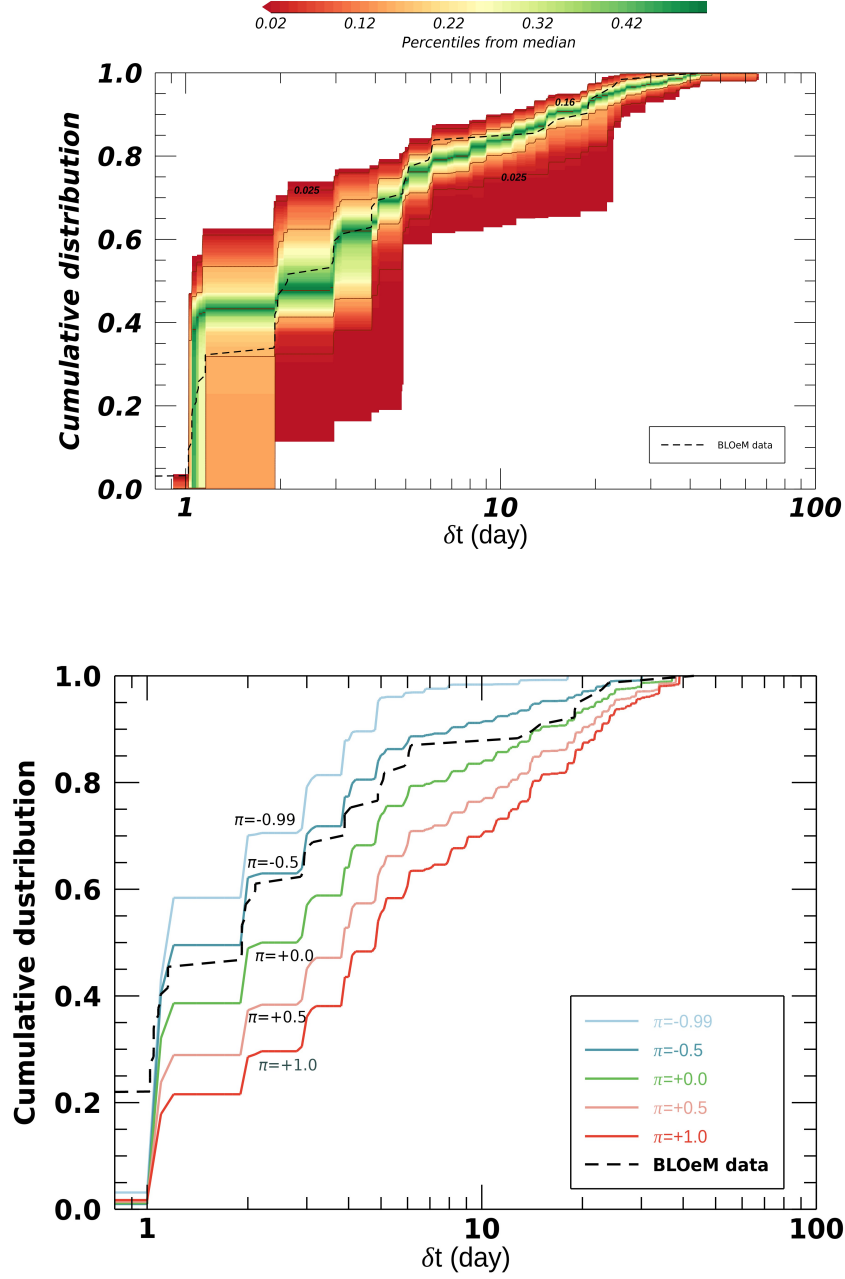 0.02 0.12 0.22 0.32 0.42
Percentiles from median
1.0
0.8
0.6
0.4
0.2
0.0
Cumulative distribution
0.16
0.025
0.025
BLOeM data
1 10 100
δt (day)
1.0
0.8
0.6
0.4
0.2
0.0
Cumulative dustribution
π=-0.99
π=-0.5
π=+0.0
π=+0.5
π=+1.0
π=-0.99
π=-0.5
π=+0.0
π=+0.5
π=+1.0
BLOeM data
1 10 100
δt (day)